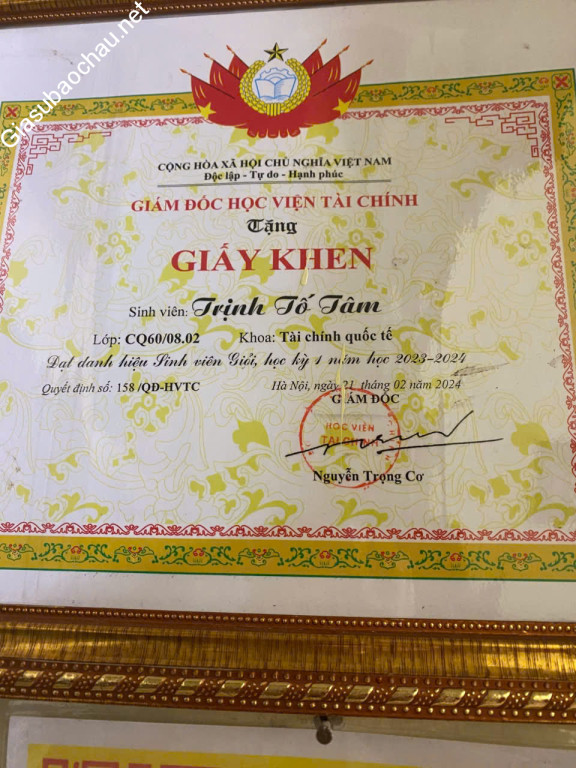 Giasubaochau.net
CỘNG HÒA XÃ HỘI CHỦ NGHĨA VIỆT NAM
Độc lập - Tự do - Hạnh phúc
GIÁM ĐỐC HỌC VIỆN TÀI CHÍNH
Tặng
GIẤY KHEN
Sinh viên: Trịnh Tố Tâm
Lớp: CQ60/08.02 Khoa: Tài chính quốc tế
Đạt danh hiệu Sinh viên Giỏi, học kỳ 1 năm học 2023-2024
Quyết định số: 158/QĐ-HVTC
Hà Nội, ngày 21 tháng 02 năm 2024
GIÁM ĐỐC
HỌC VIỆN
TÀI CHÍNH
Nguyễn Trọng Cơ